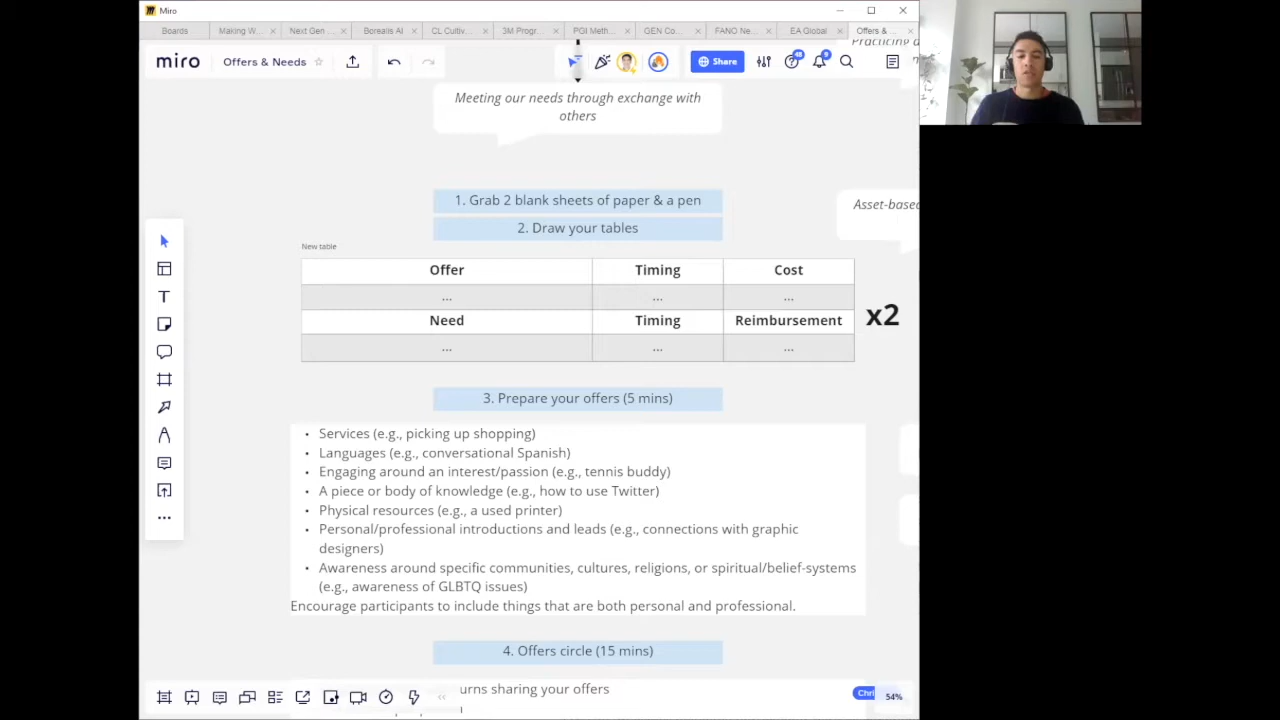 Miro
Boards
Making W...
Next Gen ...
Borealis AI
CL Cultiv...
3M Progr...
PGI Meth...
GEN Co...
FANO Ne...
EA Global
Offers & ...
Practicing a
miro
Offers & Needs
Share
48
9
Meeting our needs through exchange with
others
1. Grab 2 blank sheets of paper & a pen
Asset-based
2. Draw your tables
New table
Offer Timing Cost
... ... ...
Need Timing Reimbursement
... ... ...
x2
3. Prepare your offers (5 mins)
• Services (e.g., picking up shopping)
• Languages (e.g., conversational Spanish)
• Engaging around an interest/passion (e.g., tennis buddy)
• A piece or body of knowledge (e.g., how to use Twitter)
• Physical resources (e.g., a used printer)
• Personal/professional introductions and leads (e.g., connections with graphic
designers)
• Awareness around specific communities, cultures, religions, or spiritual/belief-systems
(e.g., awareness of GLBTQ issues)
Encourage participants to include things that are both personal and professional.
4. Offers circle (15 mins)
urns sharing your offers
Chri
54%